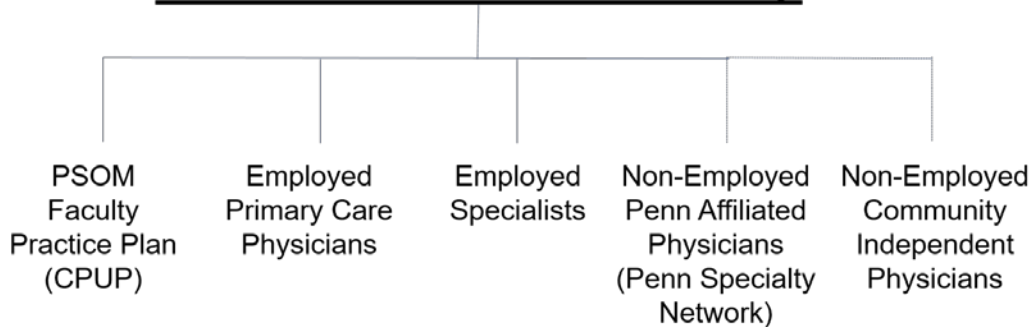 PSOM
Faculty
Practice Plan
(CPUP)
Employed
Primary Care
Physicians
Employed
Specialists
Non-Employed
Penn Affiliated
Physicians
(Penn Specialty
Network)
Non-Employed
Community
Independent
Physicians